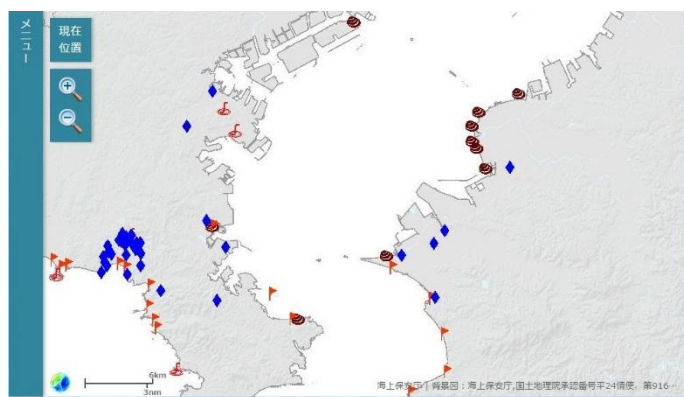 メニュー
現在
位置
6km
3nm
海上保安庁 | 背景図：海上保安庁,国土地理院承認番号平24情使、第916…